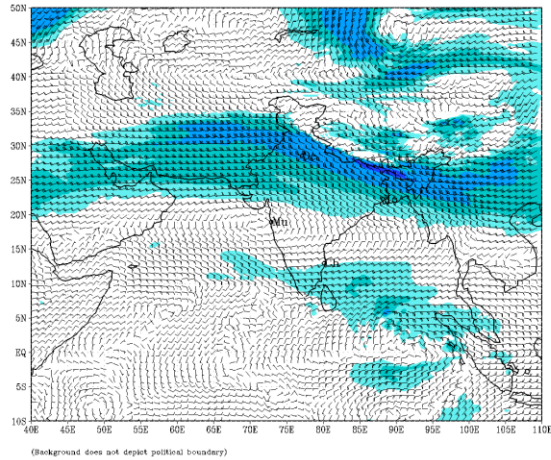 50N
45N
40N
35N
30N
25N
20N
Mu
15N
Ch
10N
5N
EQ
5S
10S
40E 45E 50E 55E 60E 65E 70E 75E 80E 85E 90E 95E 100E 105E 110E
(Background does not depict political boundary)